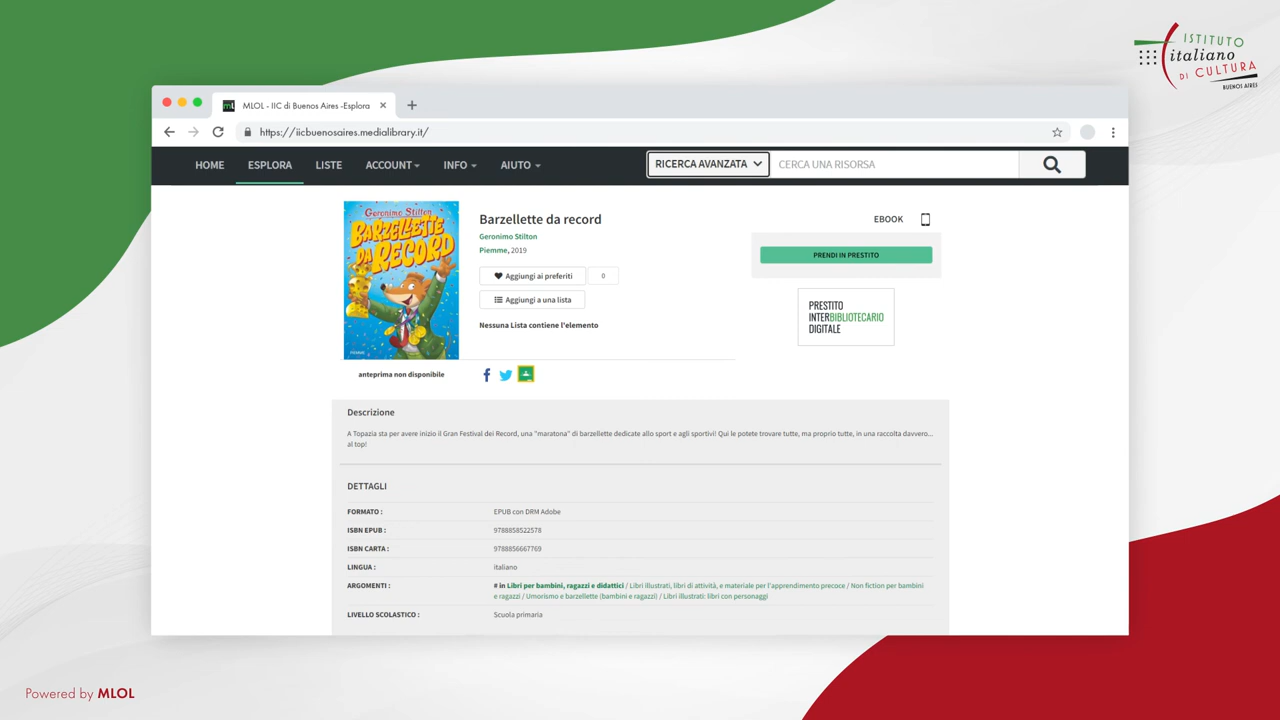 ISTITUTO
italiano
DI CULTURA
BUENOS AIRES
mL MLOL - IIC di Buenos Aires -Esplora
https://iicbuenosaires.medialibrary.it/
HOME ESPLORA LISTE ACCOUNT INFO AIUTO RICERCA AVANZATA CERCA UNA RISORSA
Geronimo Stilton
BARZELLETTE
DA RECORD
PIEMME
anteprima non disponibile
Barzellette da record
Geronimo Stilton
Piemme, 2019
Aggiungi ai preferiti 0
Aggiungi a una lista
Nessuna Lista contiene l'elemento
EBOOK
PRENDI IN PRESTITO
PRESTITO
INTERBIBLIOTECARIO
DIGITALE
Descrizione
A Topazia sta per avere inizio il Gran Festival dei Record, una "maratona" di barzellette dedicate allo sport e agli sportivi! Qui le potete trovare tutte, ma proprio tutte, in una raccolta davvero...
al top!
DETTAGLI
FORMATO : EPUB con DRM Adobe
ISBN EPUB : 9788858522578
ISBN CARTA : 9788856667769
LINGUA : italiano
ARGOMENTI : # in Libri per bambini, ragazzi e didattici / Libri illustrati, libri di attività, e materiale per l'apprendimento precoce / Non fiction per bambini
e ragazzi / Umorismo e barzellette (bambini e ragazzi) / Libri illustrati: libri con personaggi
LIVELLO SCOLASTICO : Scuola primaria
Powered by MLOL